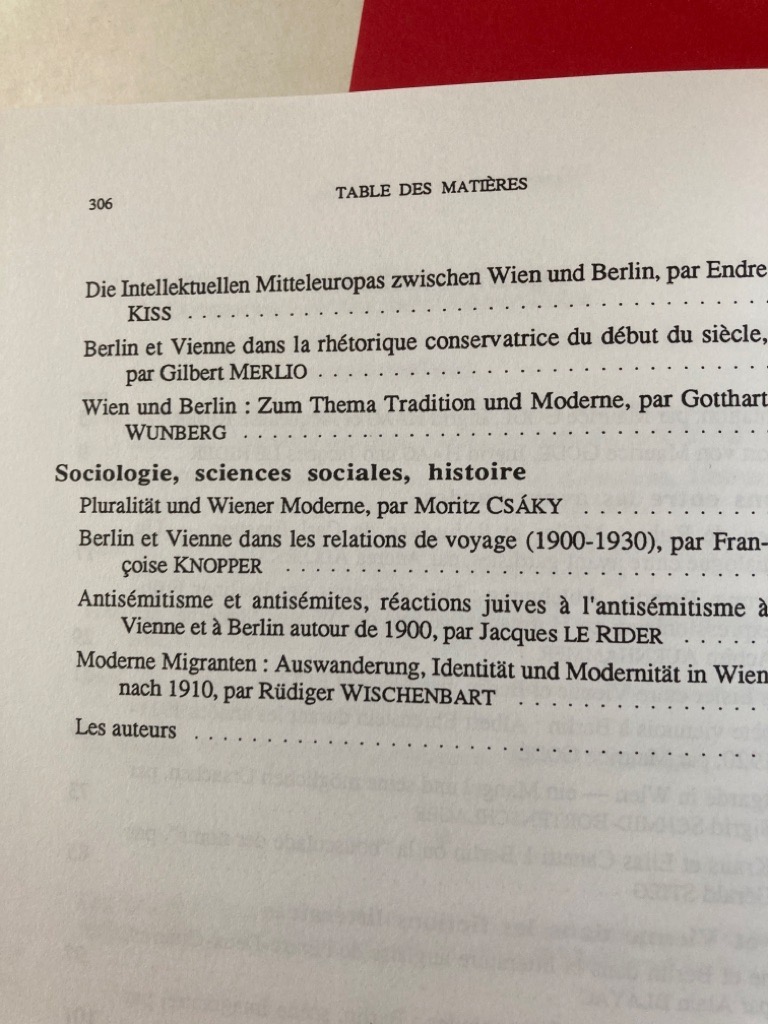 306
TABLE DES MATIÈRES
Die Intellektuellen Mitteleuropas zwischen Wien und Berlin, par Endre
KISS . . . . . . . . . . . . . . . . . . . . . . . . . . . . . . . . . . .
Berlin et Vienne dans la rhétorique conservatrice du début du siècle,
par Gilbert MERLIO . . . . . . . . . . . . . . . . . . . . . . . . . .
Wien und Berlin : Zum Thema Tradition und Moderne, par Gotthart
WUNBERG . . . . . . . . . . . . . . . . . . . . . . . . . . . . . . .
Sociologie, sciences sociales, histoire
Pluralität und Wiener Moderne, par Moritz CSÁKY . . . . . . . . . .
Berlin et Vienne dans les relations de voyage (1900-1930), par Fran-
çoise KNOPPER . . . . . . . . . . . . . . . . . . . . . . . . . . . .
Antisémitisme et antisémites, réactions juives à l'antisémitisme à
Vienne et à Berlin autour de 1900, par Jacques LE RIDER . . . . .
Moderne Migranten : Auswanderung, Identität und Modernität in Wien
nach 1910, par Rüdiger WISCHENBART . . . . . . . . . . . . . .
Les auteurs . . . . . . . . . . . . . . . . . . . . . . . . . . . . . . . .